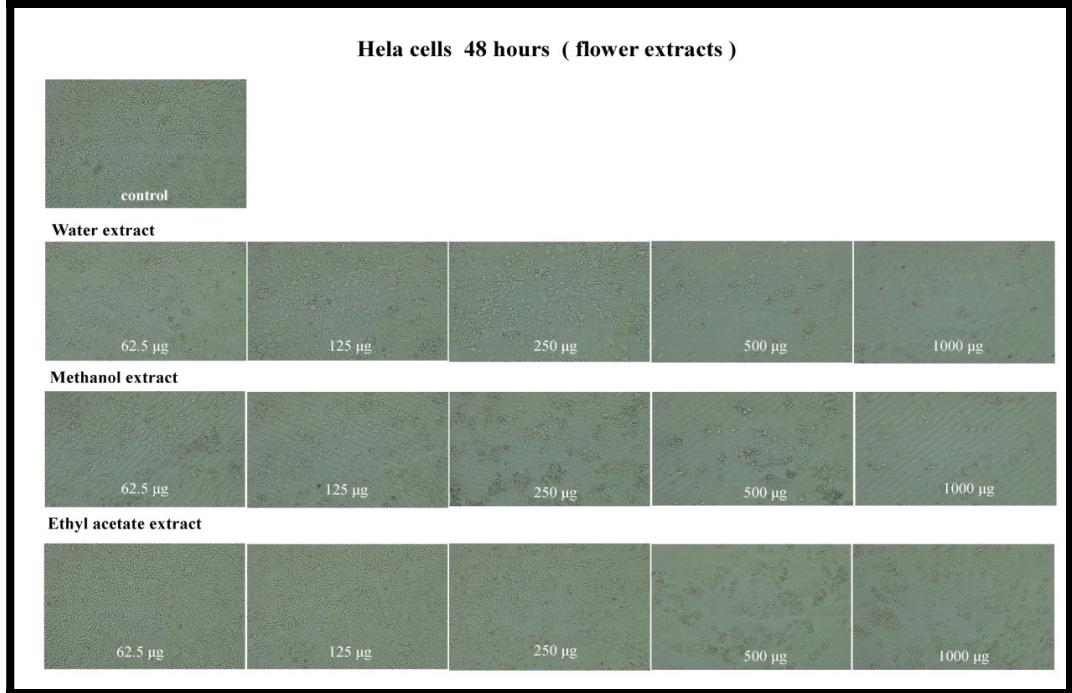 Hela cells 48 hours ( flower extracts )
control
Water extract
62.5 µg 125 µg 250 µg 500 µg 1000 µg
Methanol extract
62.5 µg 125 µg 250 µg 500 µg 1000 µg
Ethyl acetate extract
62.5 µg 125 µg 250 µg 500 µg 1000 µg